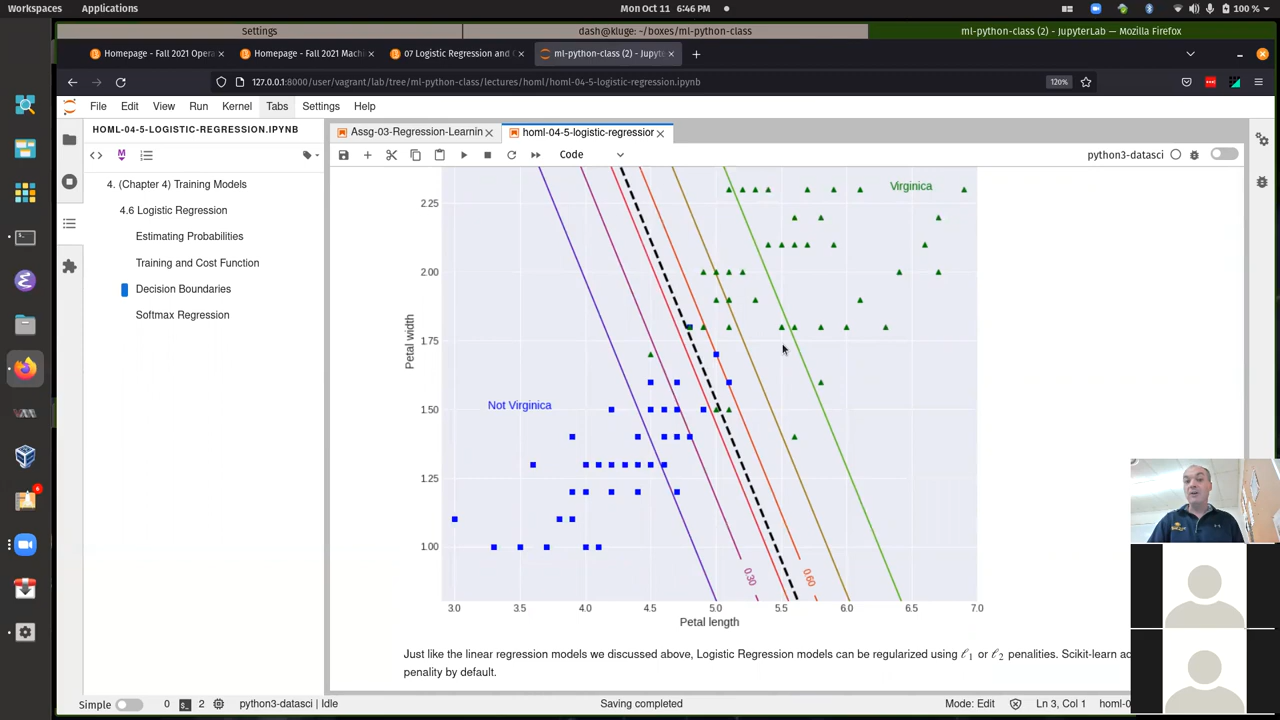 Workspaces Applications Mon Oct 11 6:46 PM 100 %
Settings dash@kluge: ~/boxes/ml-python-class ml-python-class (2) - JupyterLab — Mozilla Firefox
Homepage - Fall 2021 Opera Homepage - Fall 2021 Machi 07 Logistic Regression and C ml-python-class (2) - Jupyte
127.0.0.1:8000/user/vagrant/lab/tree/ml-python-class/lectures/homl/homl-04-5-logistic-regression.ipynb 120%
File Edit View Run Kernel Tabs Settings Help
HOML-04-5-LOGISTIC-REGRESSION.IPYNB
Assg-03-Regression-Learnin homl-04-5-logistic-regression
Code python3-datasci
4. (Chapter 4) Training Models
4.6 Logistic Regression
Estimating Probabilities
Training and Cost Function
Decision Boundaries
Softmax Regression
Virginica
Not Virginica
2.25
2.00
1.75
1.50
1.25
1.00
Petal width
0.30 0.60
3.0 3.5 4.0 4.5 5.0 5.5 6.0 6.5 7.0
Petal length
Just like the linear regression models we discussed above, Logistic Regression models can be regularized using ℓ1 or ℓ2 penalities. Scikit-learn ad
penality by default.
Simple 0 2 python3-datasci | Idle Saving completed Mode: Edit Ln 3, Col 1 homl-0